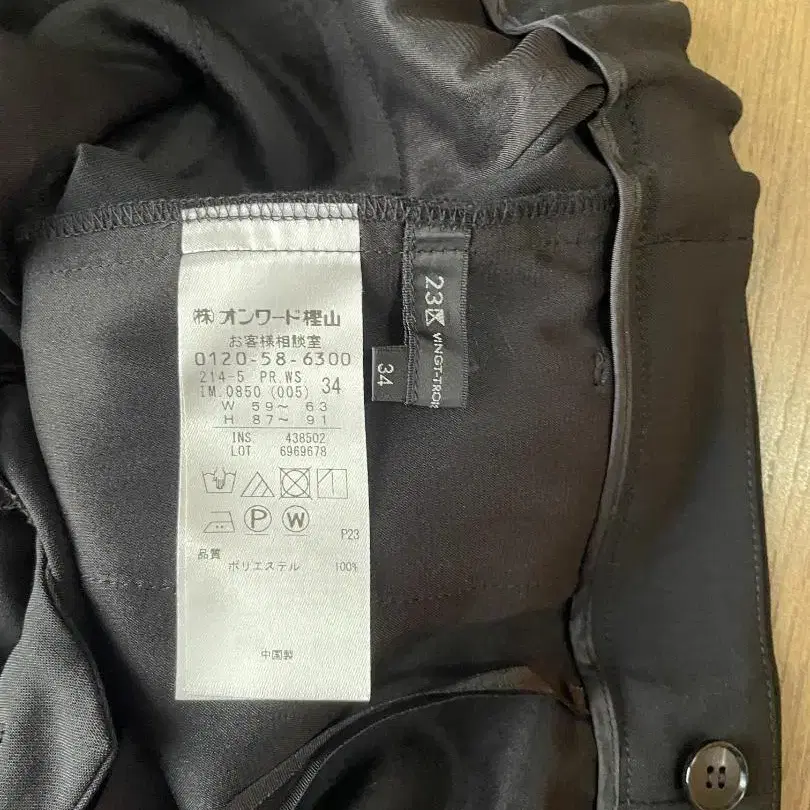 (株)オンワード樫山
お客様相談室
0120-58-6300
214-5 PR.WS
IM.0850 (005) 34
W 59~ 63
H 87~ 91
INS 438502
LOT 6969678
P W
P23
品質
ポリエステル 100%
中国製
34
23区